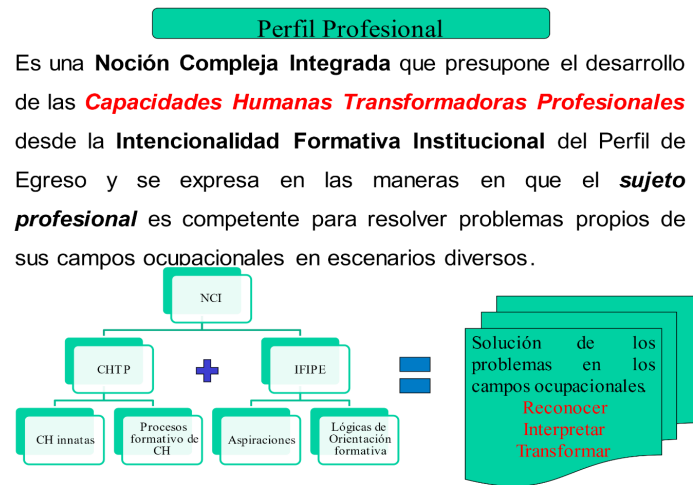 Perfil Profesional
Es una Noción Compleja Integrada que presupone el desarrollo
de las Capacidades Humanas Transformadoras Profesionales
desde la Intencionalidad Formativa Institucional del Perfil de
Egreso y se expresa en las maneras en que el sujeto
profesional es competente para resolver problemas propios de
sus campos ocupacionales en escenarios diversos.
NCI
CHTP
IFIPE
CH innatas
Procesos
formativo de
CH
Aspiraciones
Lógicas de
Orientación
formativa
Solución de los
problemas en los
campos ocupacionales.
Reconocer
Interpretar
Transformar